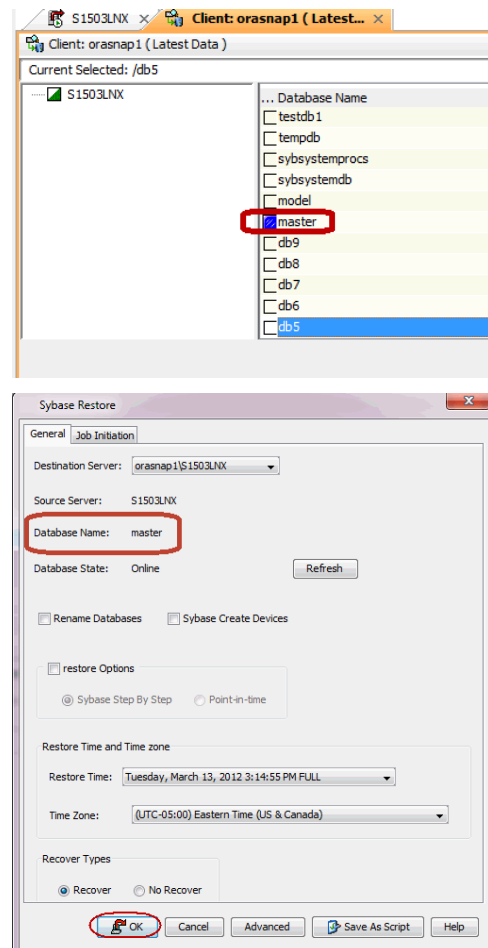 S1503LNX Client: orasnap1 ( Latest...
Client: orasnap1 ( Latest Data )
Current Selected: /db5
S1503LNX
... Database Name
testdb1
tempdb
sybsystemprocs
sybsystemdb
model
master
db9
db8
db7
db6
db5
Sybase Restore
General Job Initiation
Destination Server: orasnap1\S1503LNX
Source Server: S1503LNX
Database Name: master
Database State: Online Refresh
Rename Databases Sybase Create Devices
restore Options
Sybase Step By Step Point-in-time
Restore Time and Time zone
Restore Time: Tuesday, March 13, 2012 3:14:55 PM FULL
Time Zone: (UTC-05:00) Eastern Time (US & Canada)
Recover Types
Recover No Recover
OK Cancel Advanced Save As Script Help